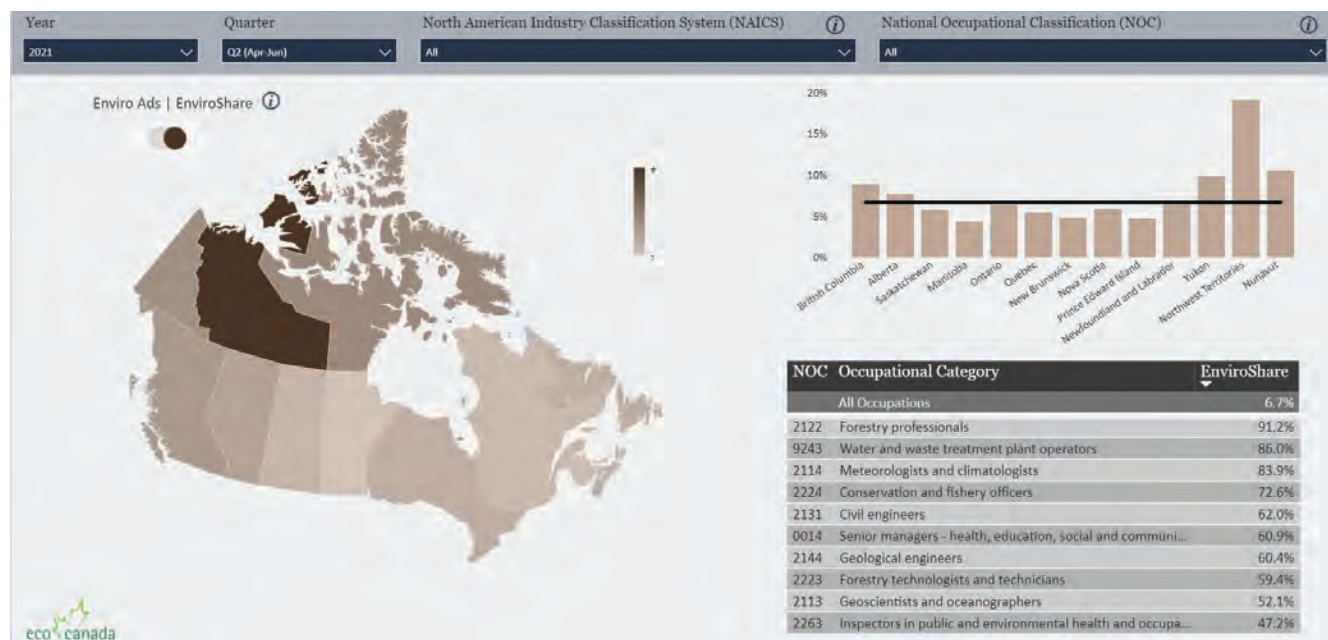 Year
Quarter
North American Industry Classification System (NAICS)
National Occupational Classification (NOC)
2021
Q2 (Apr-Jun)
All
All
Enviro Ads | EnviroShare
20%
15%
10%
5%
0%
British Columbia
Alberta
Saskatchewan
Manitoba
Ontario
Quebec
New Brunswick
Nova Scotia
Prince Edward Island
Newfoundland and Labrador
Yukon
Northwest Territories
Nunavut
NOC Occupational Category EnviroShare
All Occupations 6.7%
2122 Forestry professionals 91.2%
9243 Water and waste treatment plant operators 86.0%
2114 Meteorologists and climatologists 83.9%
2224 Conservation and fishery officers 72.6%
2131 Civil engineers 62.0%
0014 Senior managers - health, education, social and communi... 60.9%
2144 Geological engineers 60.4%
2223 Forestry technologists and technicians 59.4%
2113 Geoscientists and oceanographers 52.1%
2263 Inspectors in public and environmental health and occupa... 47.2%
eco canada